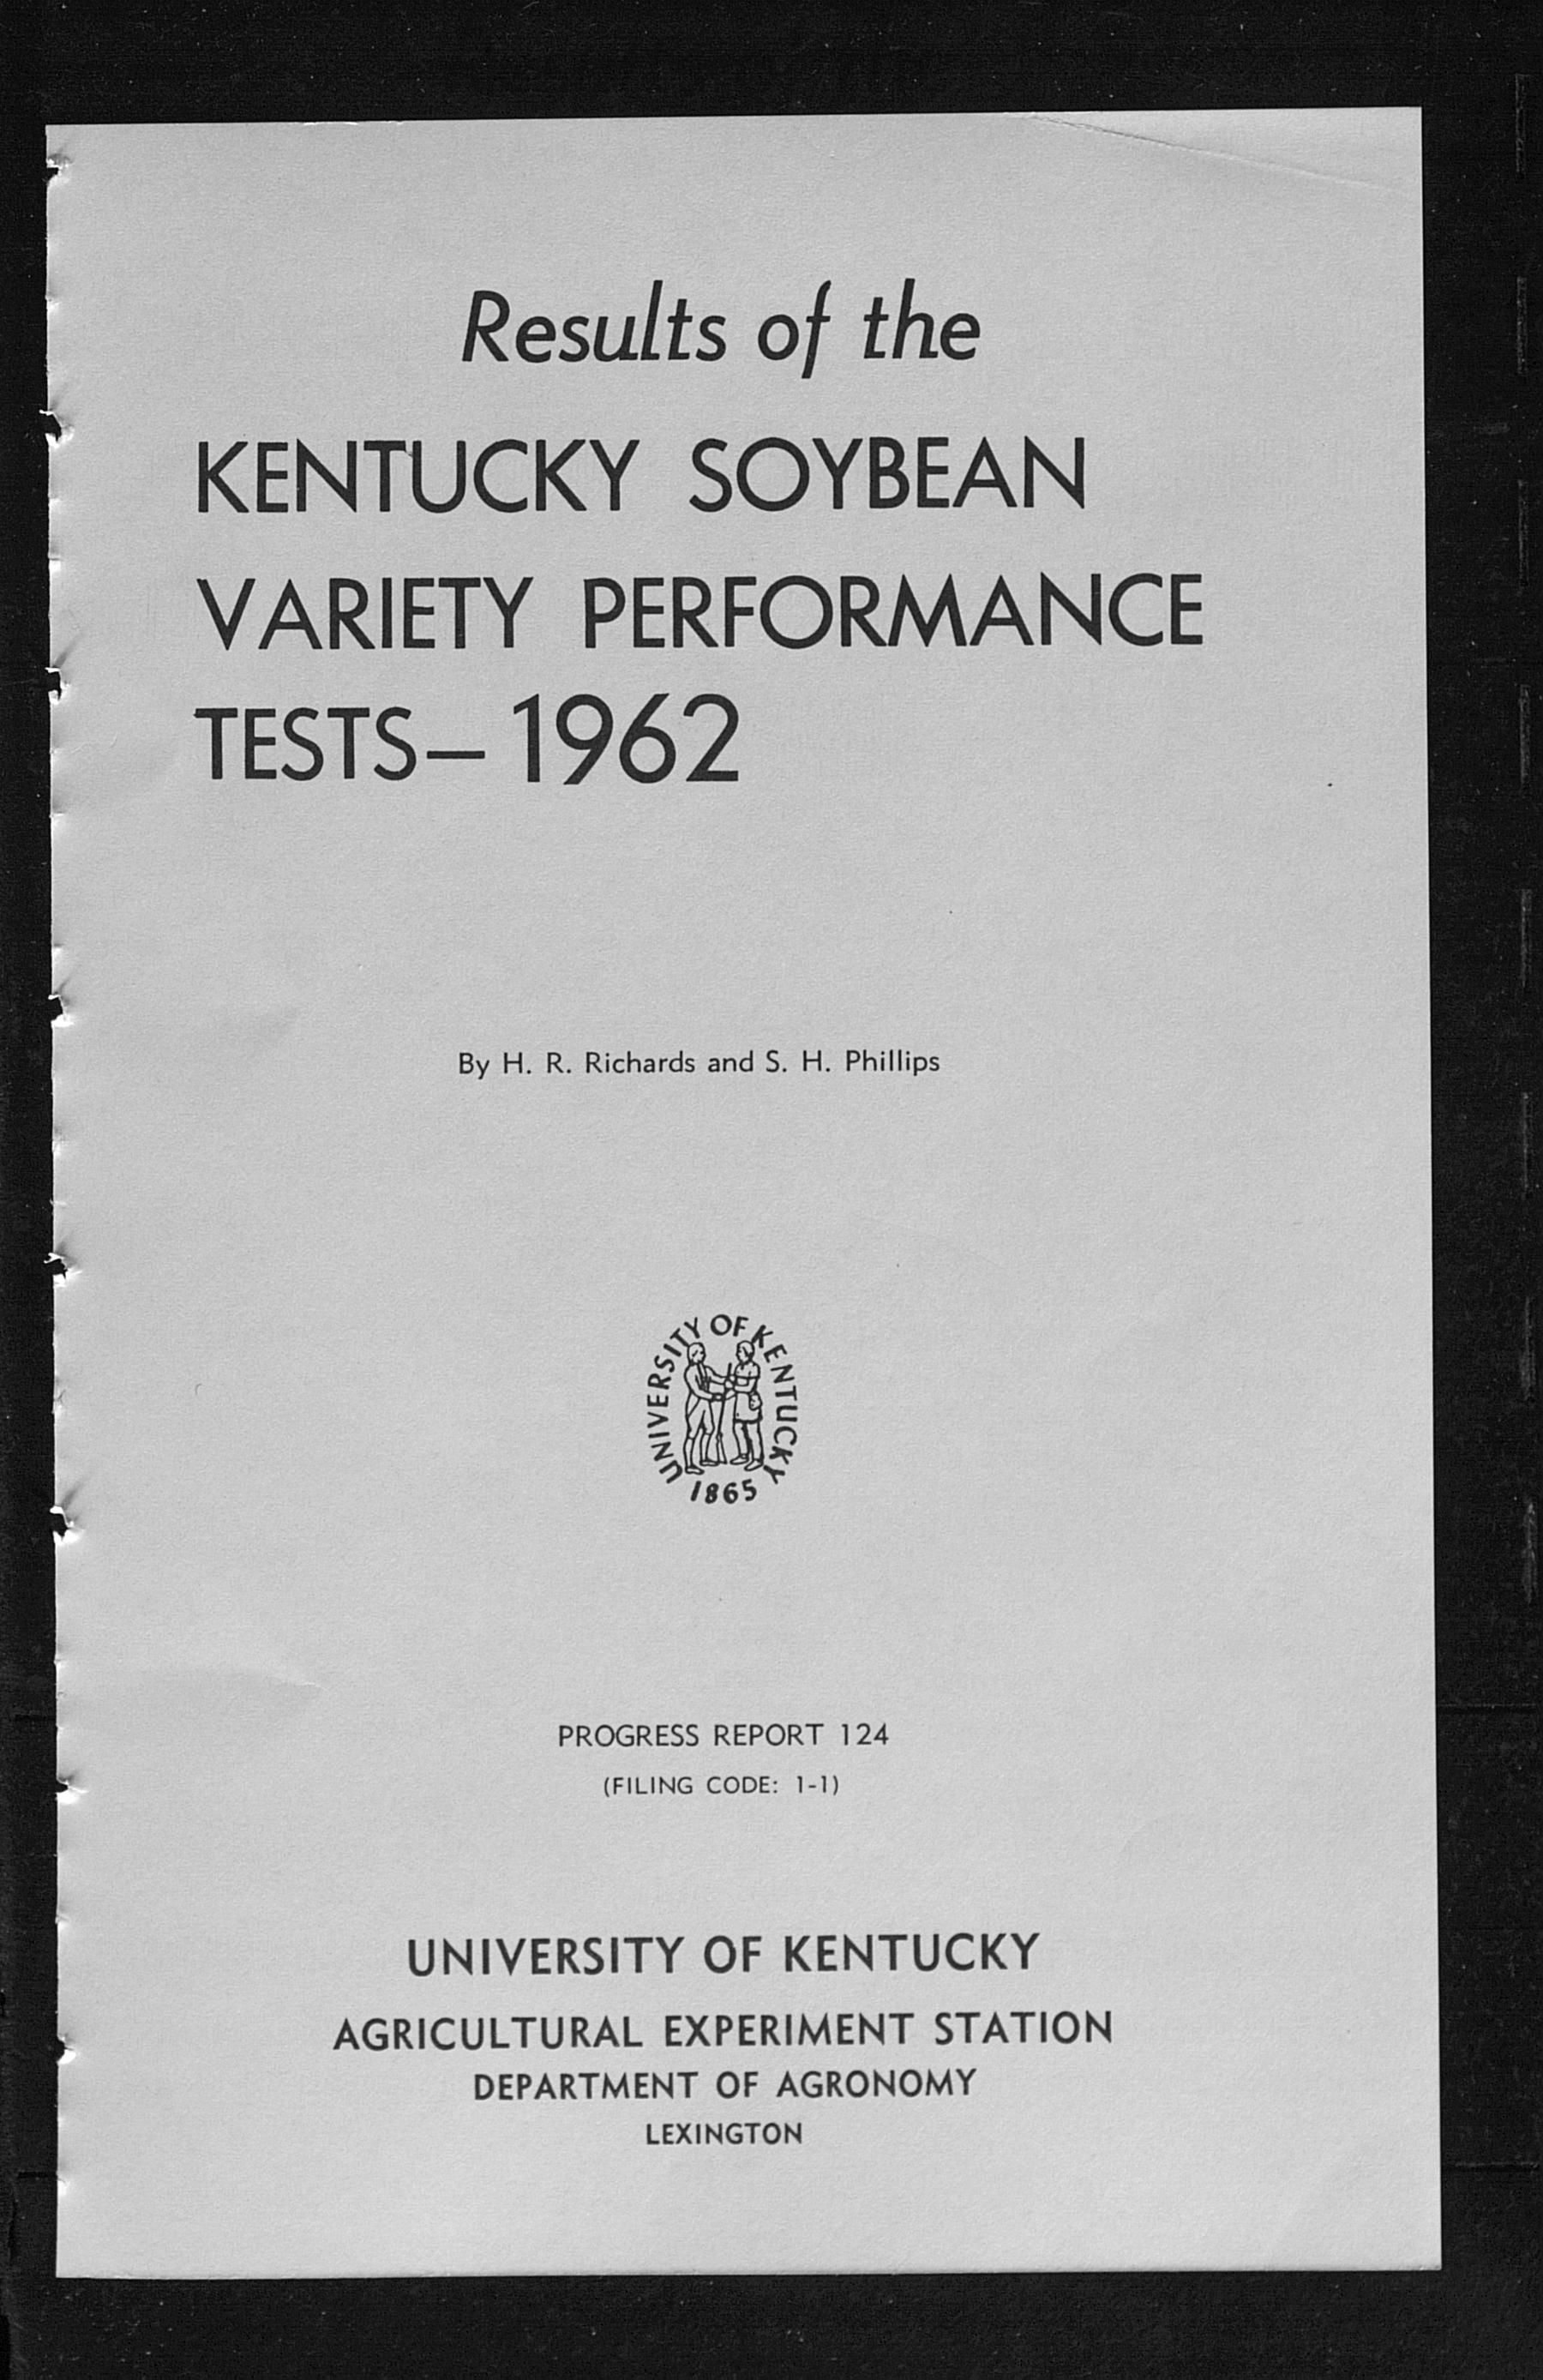 Results of the
KENTUCKY SOYBEAN
VARIETY PERFORMANCE
TESTS—1962
By H. R. Richards and S. H. Phillips
UNIVERSITY OF KENTUCKY
1865
PROGRESS REPORT 124
(FILING CODE: 1-1)
UNIVERSITY OF KENTUCKY
AGRICULTURAL EXPERIMENT STATION
DEPARTMENT OF AGRONOMY
LEXINGTON